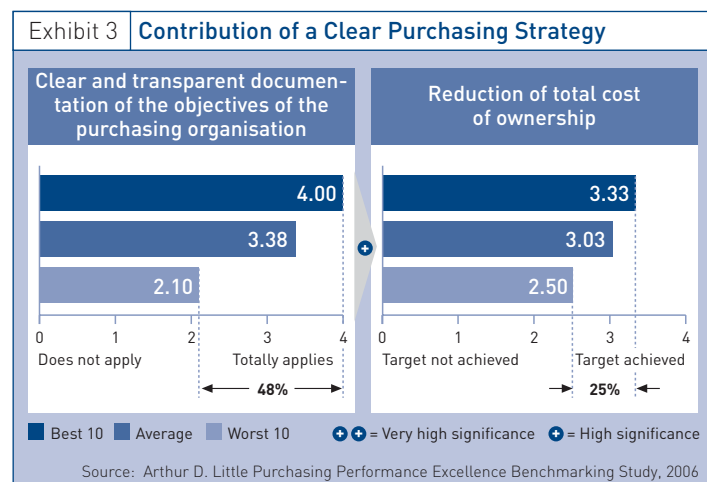 Exhibit 3 Contribution of a Clear Purchasing Strategy
Clear and transparent documen-
tation of the objectives of the
purchasing organisation
4.00
3.38
2.10
0 1 2 3 4
Does not apply Totally applies
48%
Reduction of total cost
of ownership
3.33
3.03
2.50
0 1 2 3 4
Target not achieved Target achieved
25%
Best 10 Average Worst 10 ++ = Very high significance + = High significance
Source: Arthur D. Little Purchasing Performance Excellence Benchmarking Study, 2006